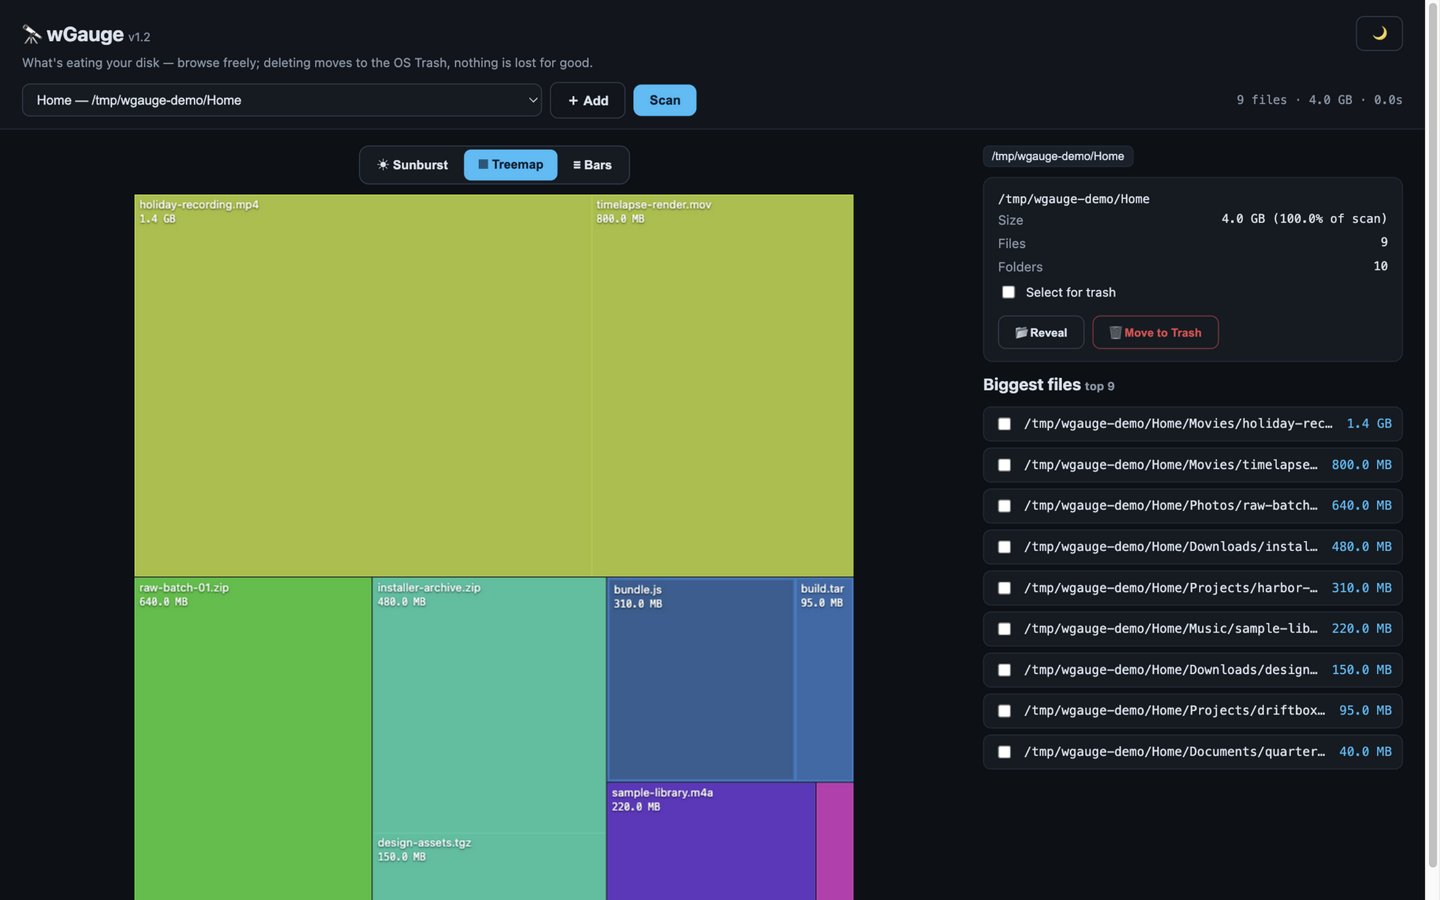 wGauge v1.2
What's eating your disk — browse freely; deleting moves to the OS Trash, nothing is lost for good.
Home — /tmp/wgauge-demo/Home
+ Add
Scan
9 files · 4.0 GB · 0.0s
Sunburst
Treemap
Bars
holiday-recording.mp4
1.4 GB
timelapse-render.mov
800.0 MB
raw-batch-01.zip
640.0 MB
installer-archive.zip
480.0 MB
bundle.js
310.0 MB
build.tar
95.0 MB
sample-library.m4a
220.0 MB
design-assets.tgz
150.0 MB
/tmp/wgauge-demo/Home
/tmp/wgauge-demo/Home
Size 4.0 GB (100.0% of scan)
Files 9
Folders 10
Select for trash
Reveal
Move to Trash
Biggest files top 9
/tmp/wgauge-demo/Home/Movies/holiday-rec… 1.4 GB
/tmp/wgauge-demo/Home/Movies/timelapse… 800.0 MB
/tmp/wgauge-demo/Home/Photos/raw-batch… 640.0 MB
/tmp/wgauge-demo/Home/Downloads/instal… 480.0 MB
/tmp/wgauge-demo/Home/Projects/harbor-… 310.0 MB
/tmp/wgauge-demo/Home/Music/sample-lib… 220.0 MB
/tmp/wgauge-demo/Home/Downloads/design… 150.0 MB
/tmp/wgauge-demo/Home/Projects/driftbox… 95.0 MB
/tmp/wgauge-demo/Home/Documents/quarter… 40.0 MB